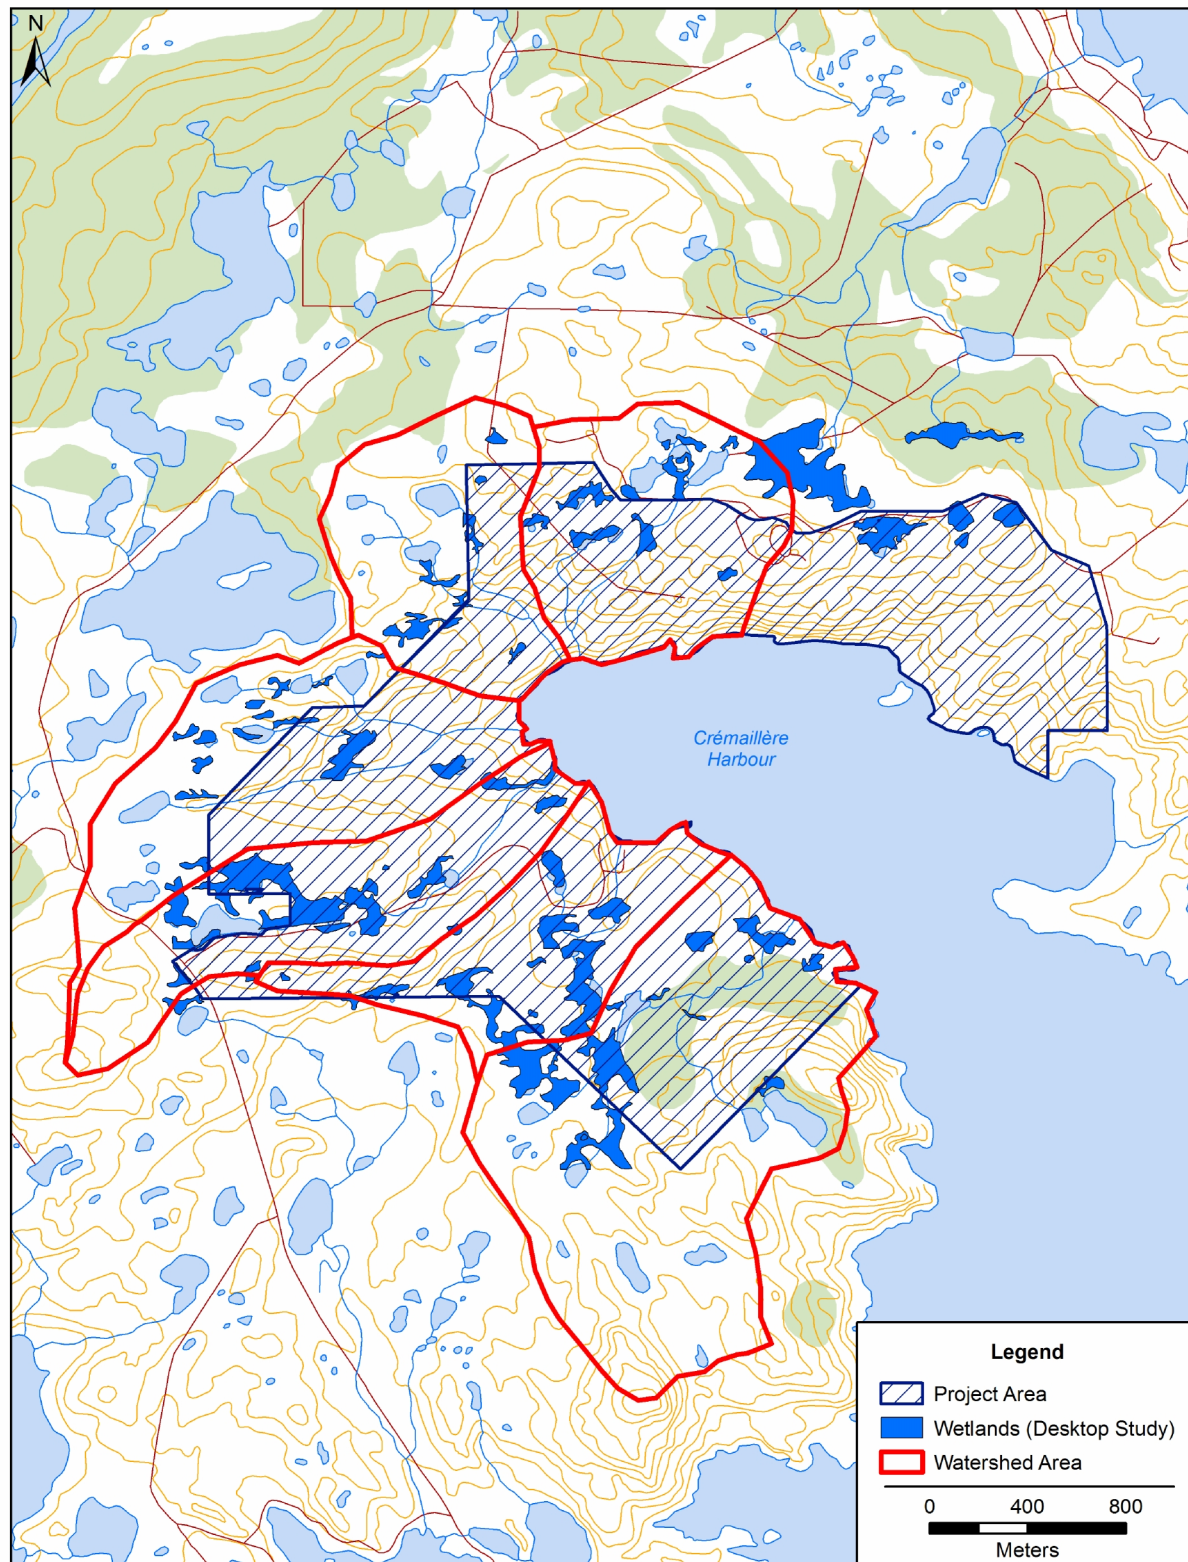 N
Crémaillère
Harbour
Legend
Project Area
Wetlands (Desktop Study)
Watershed Area
0 400 800
Meters